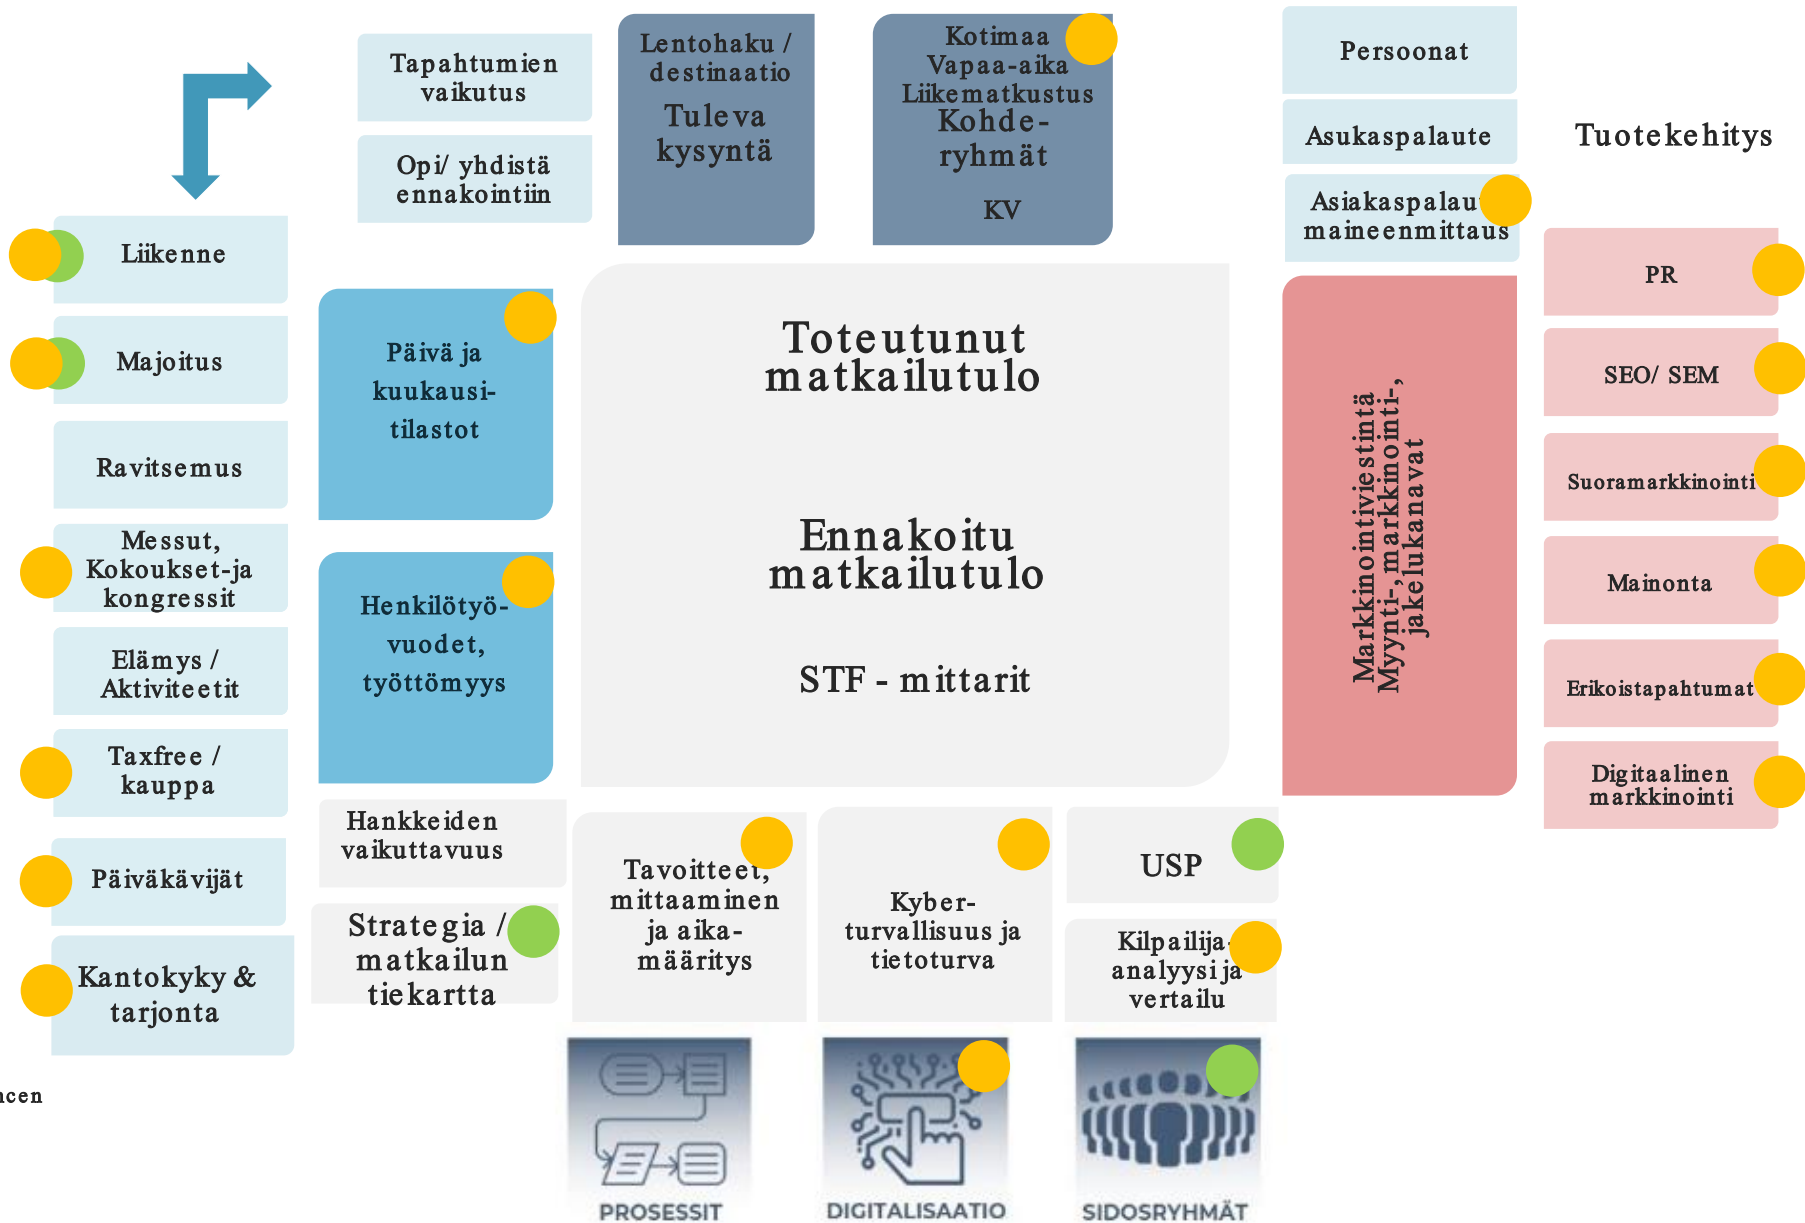 Tapahtumien
vaikutus
Opi/ yhdistä
ennakointiin
Lentohaku /
destinaatio
Tuleva
kysyntä
Kotimaa
Vapaa-aika
Liikematkustus
Kohde-
ryhmät
KV
Persoonat
Asukaspalaute
Asiakaspalau
maineenmittaus
Tuotekehitys
Liikenne
Majoitus
Ravitsemus
Messut,
Kokoukset-ja
kongressit
Elämys /
Aktiviteetit
Taxfree /
kauppa
Päiväkävijät
Kantokyky &
tarjonta
Päivä ja
kuukausi-
tilastot
Henkilötyö-
vuodet,
työttömyys
Toteutunut
matkailutulo
Ennakoitu
matkailutulo
STF - mittarit
Markkinointiviestintä
Myynti-,markkinointi-,
jakelukanavat
PR
SEO/ SEM
Suoramarkkinointi
Mainonta
Erikoistapahtumat
Digitaalinen
markkinointi
Hankkeiden
vaikuttavuus
Strategia /
matkailun
tiekartta
Tavoitteet,
mittaaminen
ja aika-
määritys
Kyber-
turvallisuus ja
tietoturva
USP
Kilpailija-
analyysi ja
vertailu
PROSESSIT
DIGITALISAATIO
SIDOSRYHMÄT